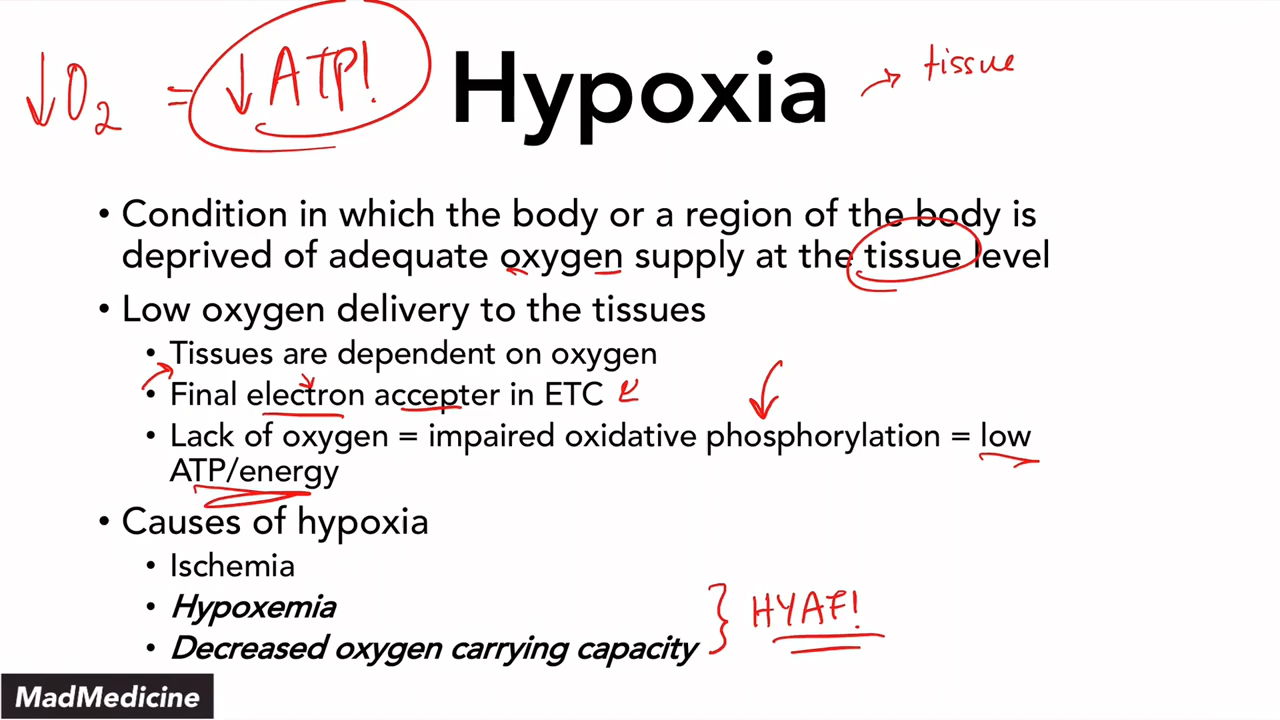 ↓O₂ = ↓ATP!
Hypoxia
→ tissue
• Condition in which the body or a region of the body is
deprived of adequate oxygen supply at the tissue level
• Low oxygen delivery to the tissues
• Tissues are dependent on oxygen
• Final electron accepter in ETC
• Lack of oxygen = impaired oxidative phosphorylation = low
ATP/energy
• Causes of hypoxia
• Ischemia
• Hypoxemia
• Decreased oxygen carrying capacity
} HYAF!
MadMedicine